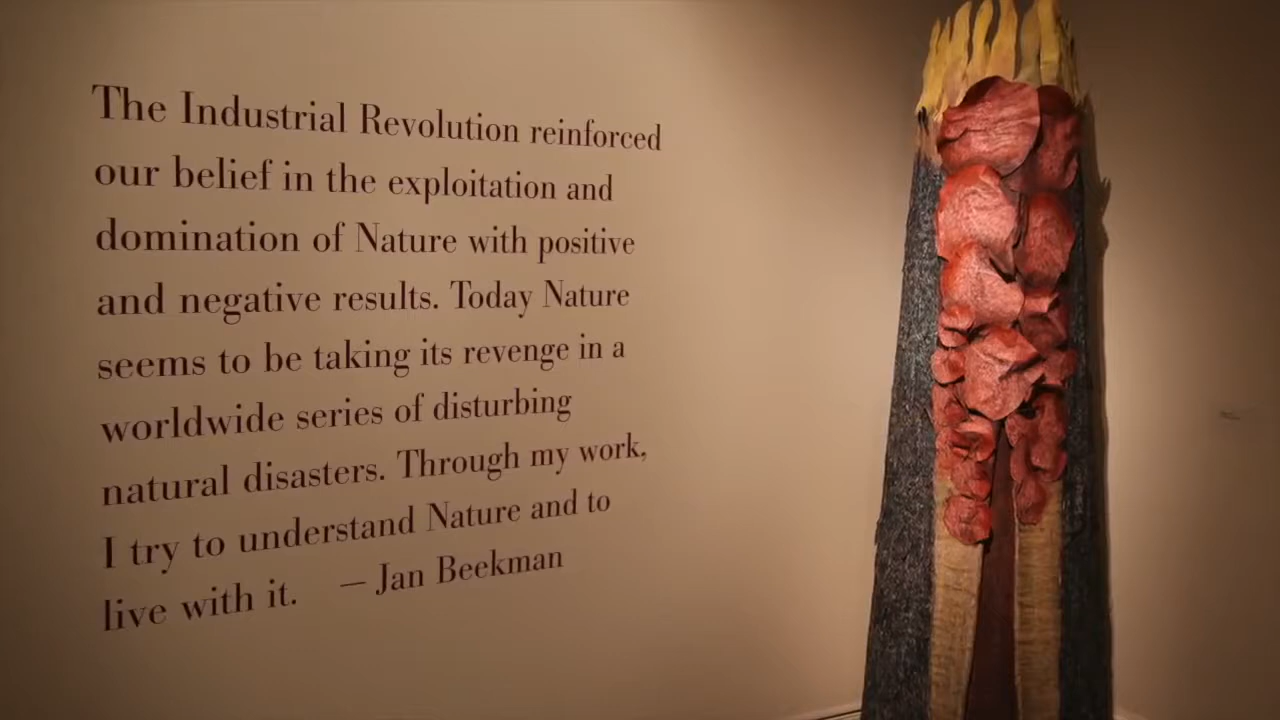 The Industrial Revolution reinforced
our belief in the exploitation and
domination of Nature with positive
and negative results. Today Nature
seems to be taking its revenge in a
worldwide series of disturbing
natural disasters. Through my work,
I try to understand Nature and to
live with it. — Jan Beekman